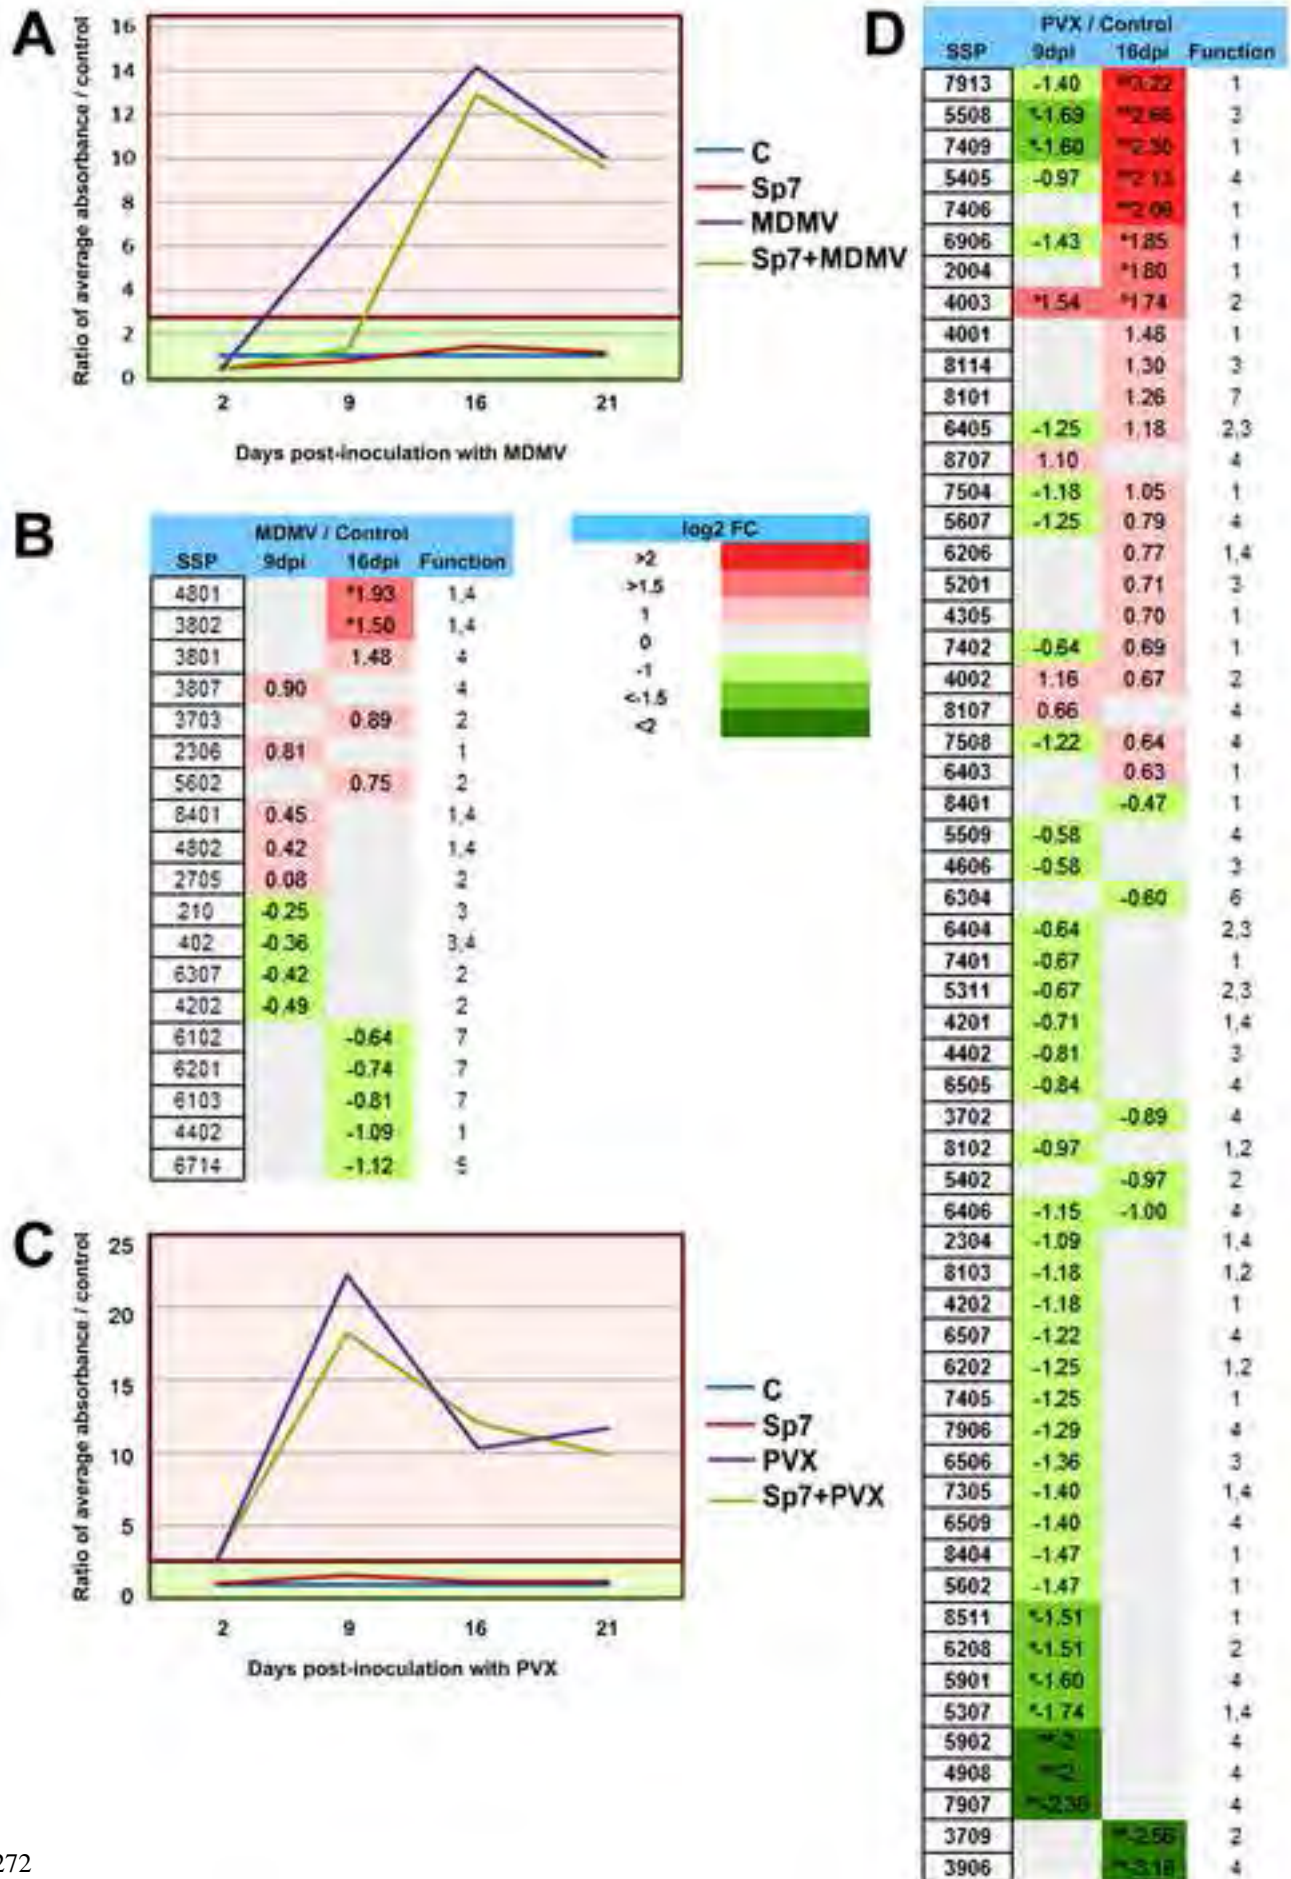 A
Ratio of average absorbance / control
16
14
12
10
8
6
4
2
0
2 9 16 21
Days post-inoculation with MDMV
C
Sp7
MDMV
Sp7+MDMV
B
MDMV / Control
SSP 9dpi 16dpi Function
4801 *1.93 1,4
3802 *1.50 1,4
3801 1.48 4
3807 0.90 4
3703 0.89 2
2306 0.81 1
5602 0.75 2
8401 0.45 1,4
4802 0.42 1,4
2705 0.08 2
210 -0.25 3
402 -0.36 3,4
6307 -0.42 2
4202 -0.49 2
6102 -0.64 7
6201 -0.74 7
6103 -0.81 7
4402 -1.09 1
6714 -1.12 5
log2 FC
>2
>1.5
1
0
-1
<-1.5
<2
C
Ratio of average absorbance / control
25
20
15
10
5
0
2 9 16 21
Days post-inoculation with PVX
C
Sp7
PVX
Sp7+PVX
D
PVX / Control
SSP 9dpi 16dpi Function
7913 -1.40 **3.22 1
5508 *-1.69 3
7409 *-1.60 **2.30 1
5405 -0.97 **2.13 4
7406 1
6906 -1.43 *1.85 1
2004 *1.80 1
4003 *1.54 *1.74 2
4001 1.48 1
8114 1.30 3
8101 1.26 7
6405 -1.25 1.18 2,3
8707 1.10 4
7504 -1.18 1.05 1
5607 -1.25 0.79 4
6206 0.77 1,4
5201 0.71 3
4305 0.70 1
7402 -0.64 0.69 1
4002 1.16 0.67 2
8107 0.66 4
7508 -1.22 0.64 4
6403 0.63 1
8401 -0.47 1
5509 -0.58 4
4606 -0.58 3
6304 -0.60 6
6404 -0.64 2,3
7401 -0.67 1
5311 -0.67 2,3
4201 -0.71 1,4
4402 -0.81 3
6505 -0.84 4
3702 -0.89 4
8102 -0.97 1,2
5402 -0.97 2
6406 -1.15 -1.00 4
2304 -1.09 1,4
8103 -1.18 1,2
4202 -1.18 1
6507 -1.22 4
6202 -1.25 1,2
7405 -1.25 1
7906 -1.29 4
6506 -1.36 3
7305 -1.40 1,4
6509 -1.40 4
8404 -1.47 1
5602 -1.47 1
8511 *-1.51 1
6208 *-1.51 2
5901 *-1.60 4
5307 *-1.74 1,4
5902 4
4908 4
7907 4
3709 **-2.56 2
3906 4
272